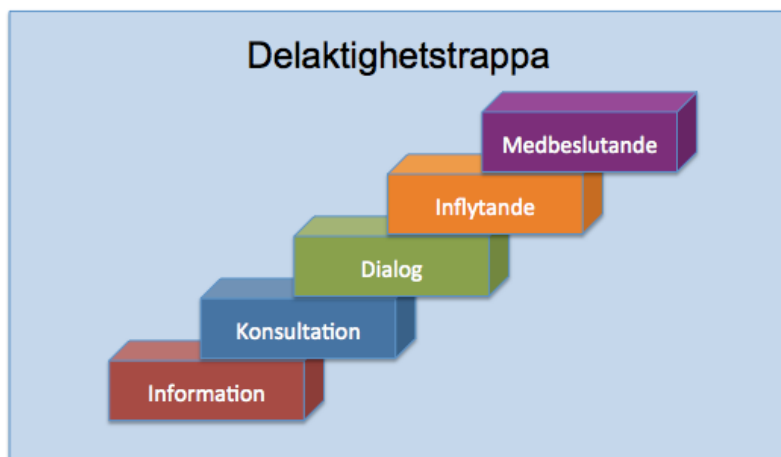 Delaktighetstrappa
Medbeslutande
Inflytande
Dialog
Konsultation
Information